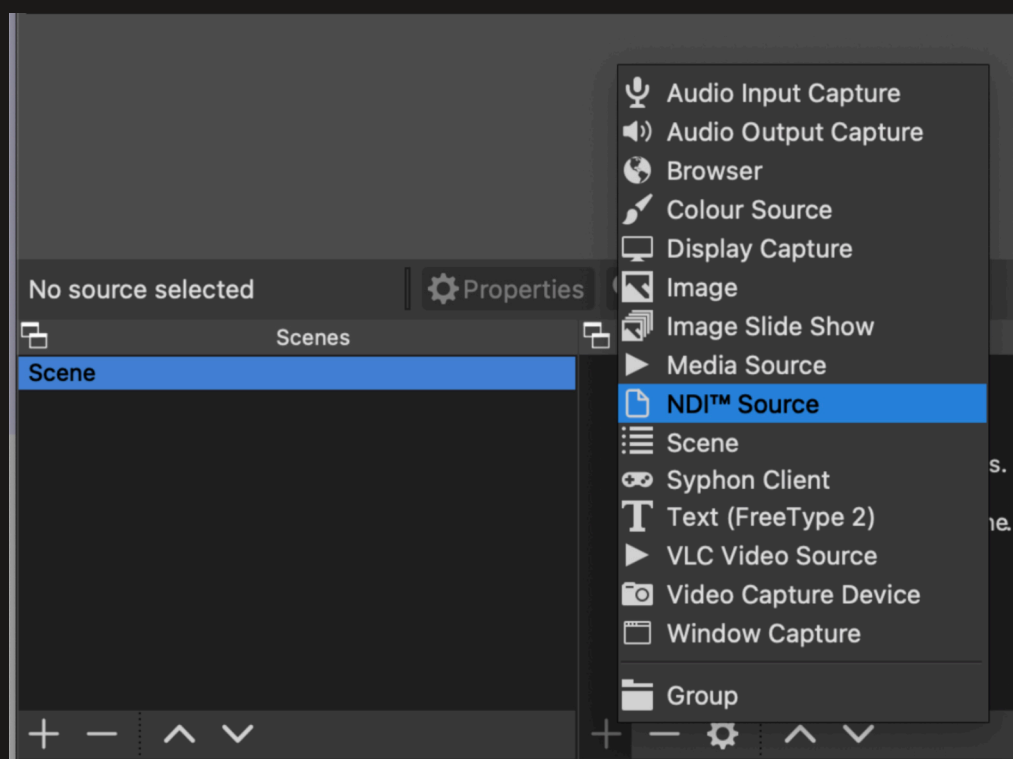 No source selected
Properties
Scenes
Scene
Audio Input Capture
Audio Output Capture
Browser
Colour Source
Display Capture
Image
Image Slide Show
Media Source
NDI™ Source
Scene
Syphon Client
Text (FreeType 2)
VLC Video Source
Video Capture Device
Window Capture
Group